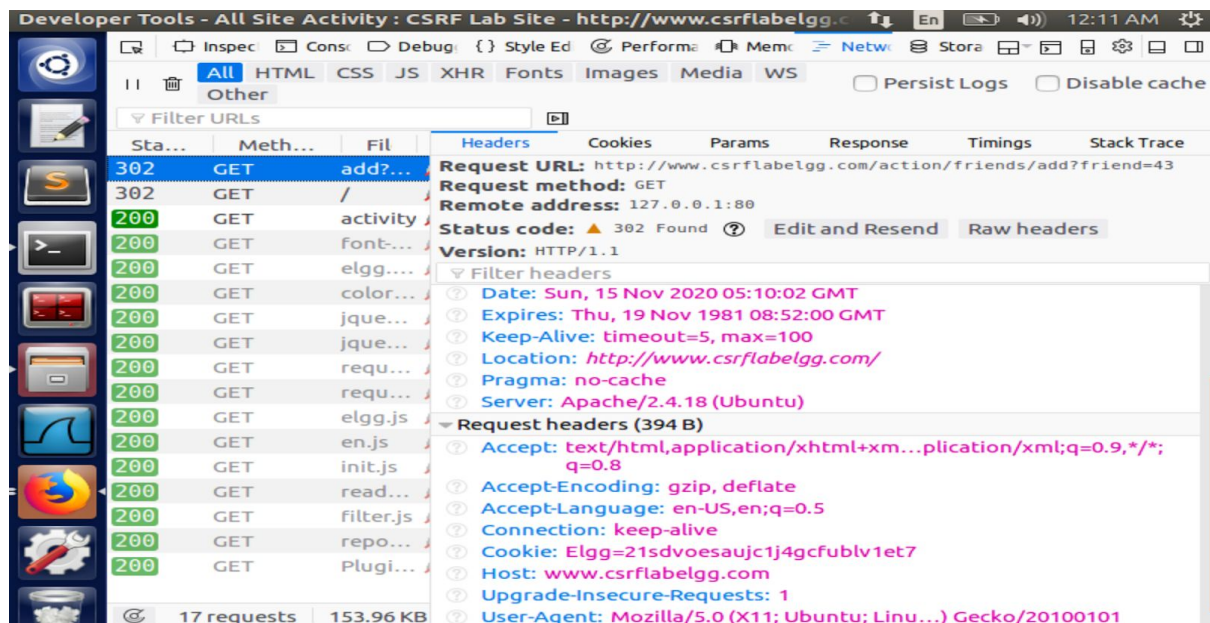 Developer Tools - All Site Activity : CSRF Lab Site - http://www.csrflabelgg.c En 12:11 AM
Inspec Consc Debug {} Style Ed Performa Memc Netwo Stora
All HTML CSS JS XHR Fonts Images Media WS Persist Logs Disable cache
Other
Filter URLs
Sta... Meth... Fil Headers Cookies Params Response Timings Stack Trace
302 GET add?...
302 GET /
200 GET activity
200 GET font-...
200 GET elgg....
200 GET color...
200 GET jque...
200 GET jque...
200 GET requ...
200 GET requ...
200 GET elgg.js
200 GET en.js
200 GET init.js
200 GET read...
200 GET filter.js
200 GET repo...
200 GET Plugi...
17 requests 153.96 KB
Request URL: http://www.csrflabelgg.com/action/friends/add?friend=43
Request method: GET
Remote address: 127.0.0.1:80
Status code: 302 Found ? Edit and Resend Raw headers
Version: HTTP/1.1
Filter headers
Date: Sun, 15 Nov 2020 05:10:02 GMT
Expires: Thu, 19 Nov 1981 08:52:00 GMT
Keep-Alive: timeout=5, max=100
Location: http://www.csrflabelgg.com/
Pragma: no-cache
Server: Apache/2.4.18 (Ubuntu)
Request headers (394 B)
Accept: text/html,application/xhtml+xm...plication/xml;q=0.9,*/*;
q=0.8
Accept-Encoding: gzip, deflate
Accept-Language: en-US,en;q=0.5
Connection: keep-alive
Cookie: Elgg=21sdvoesaujc1j4gcfublv1et7
Host: www.csrflabelgg.com
Upgrade-Insecure-Requests: 1
User-Agent: Mozilla/5.0 (X11; Ubuntu; Linu...) Gecko/20100101